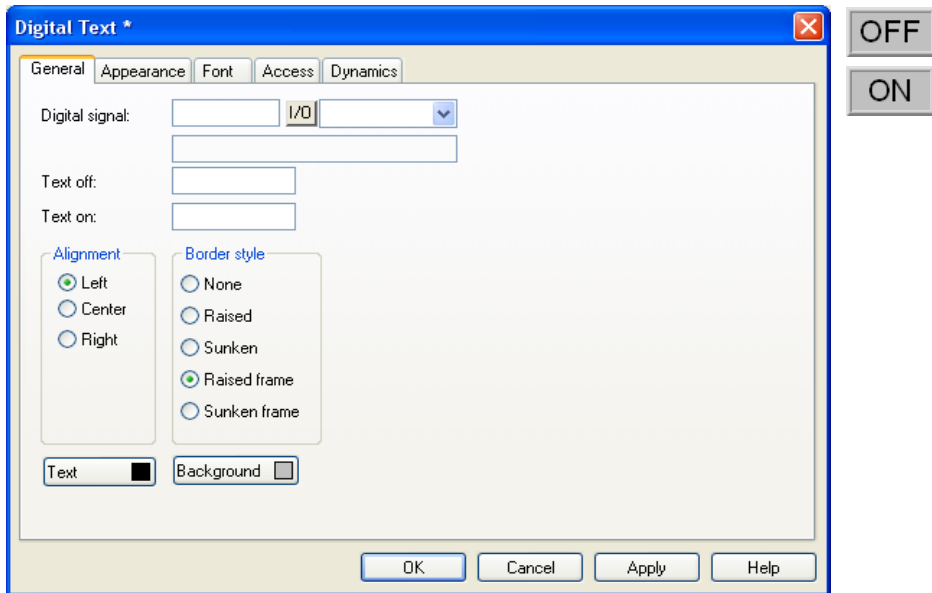 Digital Text *
OFF
ON
General Appearance Font Access Dynamics
Digital signal: I/O
Text off:
Text on:
Alignment Border style
Left None
Center Raised
Right Sunken
Raised frame
Sunken frame
Text Background
OK Cancel Apply Help